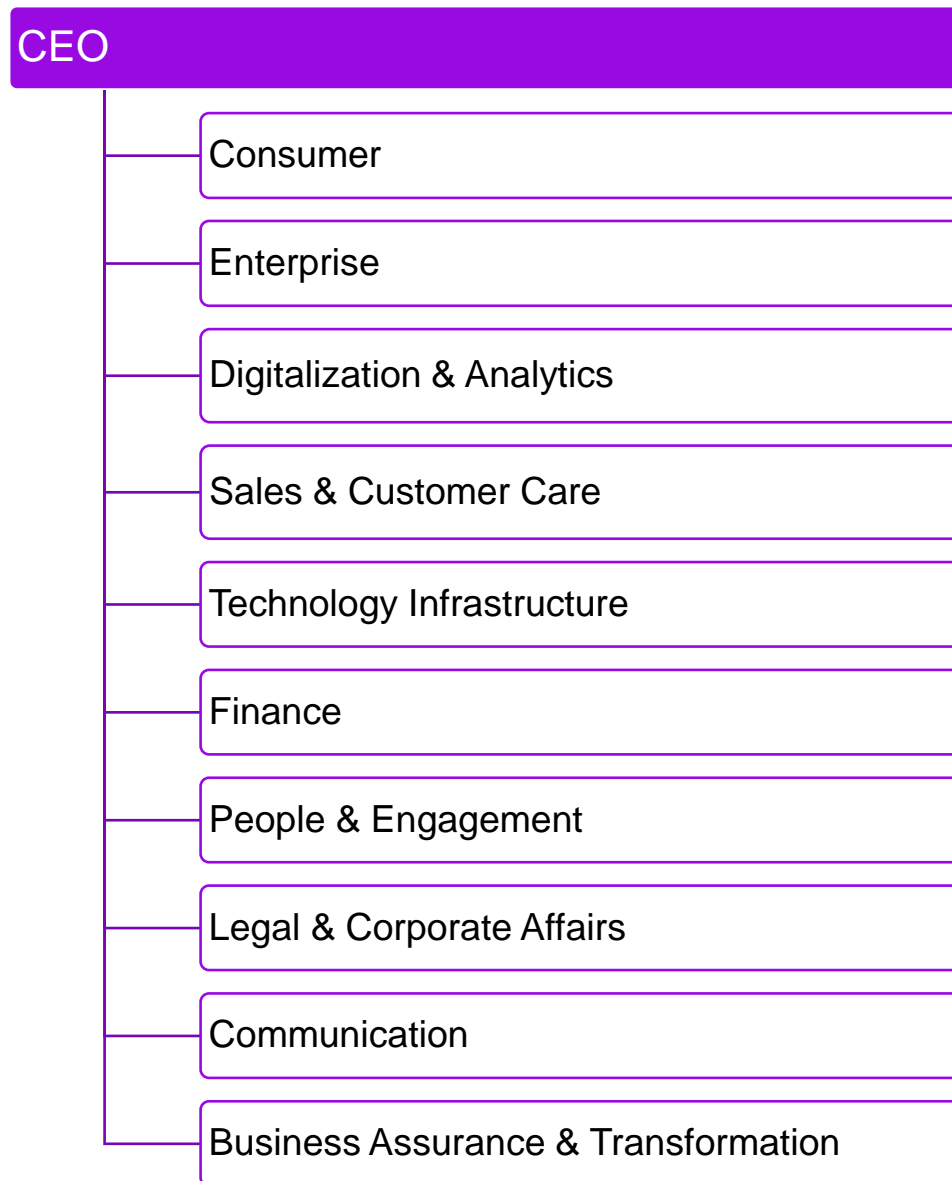 CEO
Consumer
Enterprise
Digitalization & Analytics
Sales & Customer Care
Technology Infrastructure
Finance
People & Engagement
Legal & Corporate Affairs
Communication
Business Assurance & Transformation